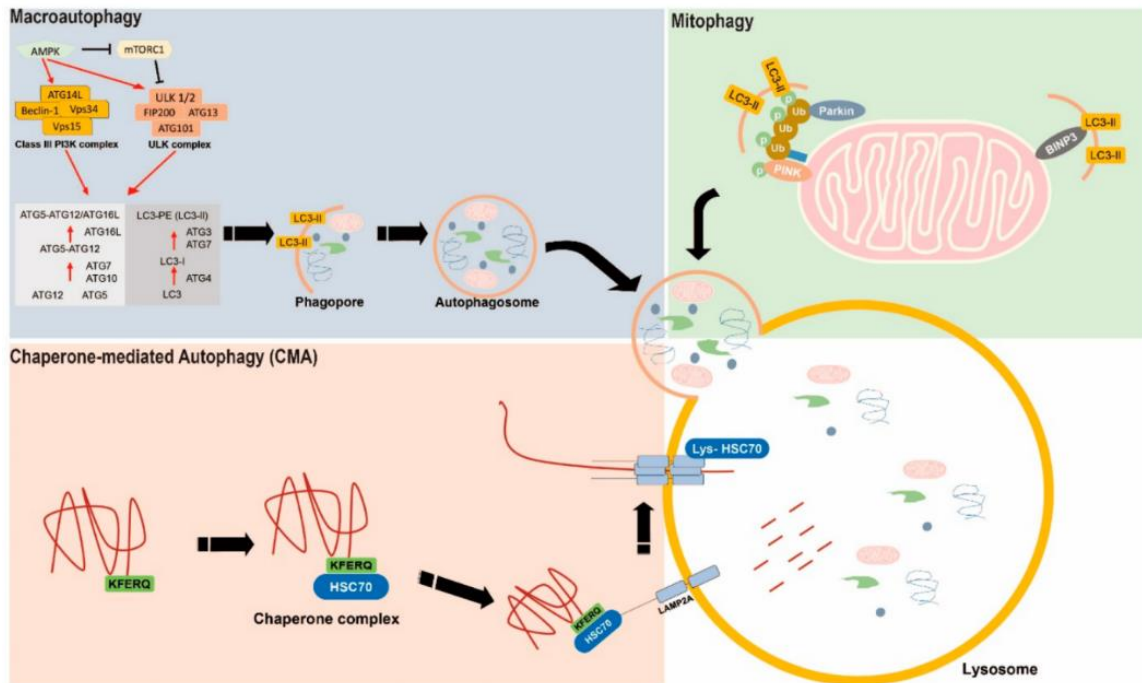 Macroautophagy
AMPK
mTORC1
ATG14L
Beclin-1 Vps34
Vps15
Class III PI3K complex
ULK 1/2
FIP200 ATG13
ATG101
ULK complex
ATG5-ATG12/ATG16L
ATG16L
ATG5-ATG12
ATG7
ATG10
ATG12 ATG5
LC3-PE (LC3-II)
ATG3
ATG7
LC3-I
ATG4
LC3
LC3-II
LC3-II
Phagopore
Autophagosome
Mitophagy
LC3-II
LC3-II
p
p
Ub
Parkin
Ub
p
Ub
p
PINK
BINP3
LC3-II
LC3-II
Chaperone-mediated Autophagy (CMA)
KFERQ
KFERQ
HSC70
Chaperone complex
KFERQ
HSC70
LAMP2A
Lys- HSC70
Lysosome